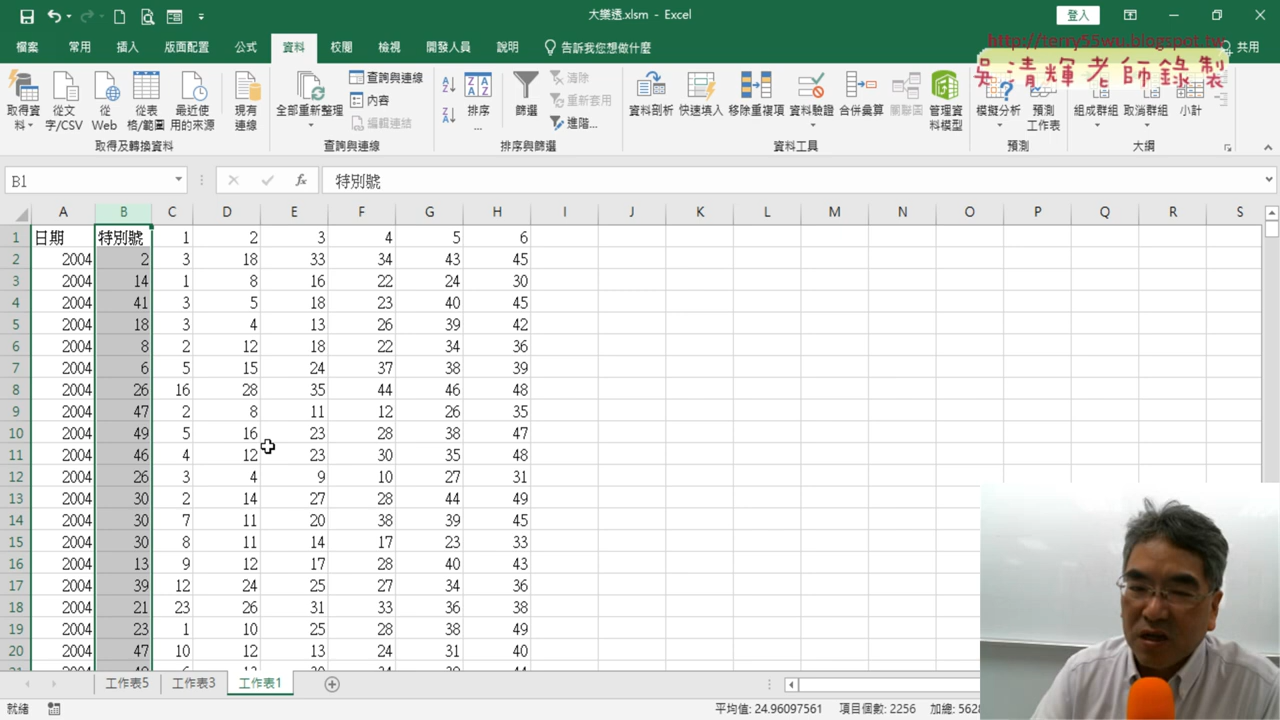 大樂透.xlsm - Excel
登入
檔案 常用 插入 版面配置 公式 資料 校閱 檢視 開發人員 說明 告訴我您想做什麼 共用
http://terry55wu.blogspot.tw
吳清輝老師錄製
取得資料 從文字/CSV 從Web 從表格/範圍 最近使用的來源 現有連線 全部重新整理 查詢與連線 內容 編輯連結 排序... 篩選 清除 重新套用 進階... 資料剖析 快速填入 移除重複項 資料驗證 合併彙算 關聯圖 管理資料模型 模擬分析 預測工作表 組成群組 取消群組 小計
取得及轉換資料 查詢與連線 排序與篩選 資料工具 預測 大綱
B1 fx 特別號
A B C D E F G H I J K L M N O P Q R S
1 日期 特別號 1 2 3 4 5 6
2 2004 2 3 18 33 34 43 45
3 2004 14 1 8 16 22 24 30
4 2004 41 3 5 18 23 40 45
5 2004 18 3 4 13 26 39 42
6 2004 8 2 12 18 22 34 36
7 2004 6 5 15 24 37 38 39
8 2004 26 16 28 35 44 46 48
9 2004 47 2 8 11 12 26 35
10 2004 49 5 16 23 28 38 47
11 2004 46 4 12 23 30 35 48
12 2004 26 3 4 9 10 27 31
13 2004 30 2 14 27 28 44 49
14 2004 30 7 11 20 38 39 45
15 2004 30 8 11 14 17 23 33
16 2004 13 9 12 17 28 40 43
17 2004 39 12 24 25 27 34 36
18 2004 21 23 26 31 33 36 38
19 2004 23 1 10 25 28 38 49
20 2004 47 10 12 13 24 31 40
工作表5 工作表3 工作表1
就緒 平均值: 24.96097561 項目個數: 2256 加總: 562